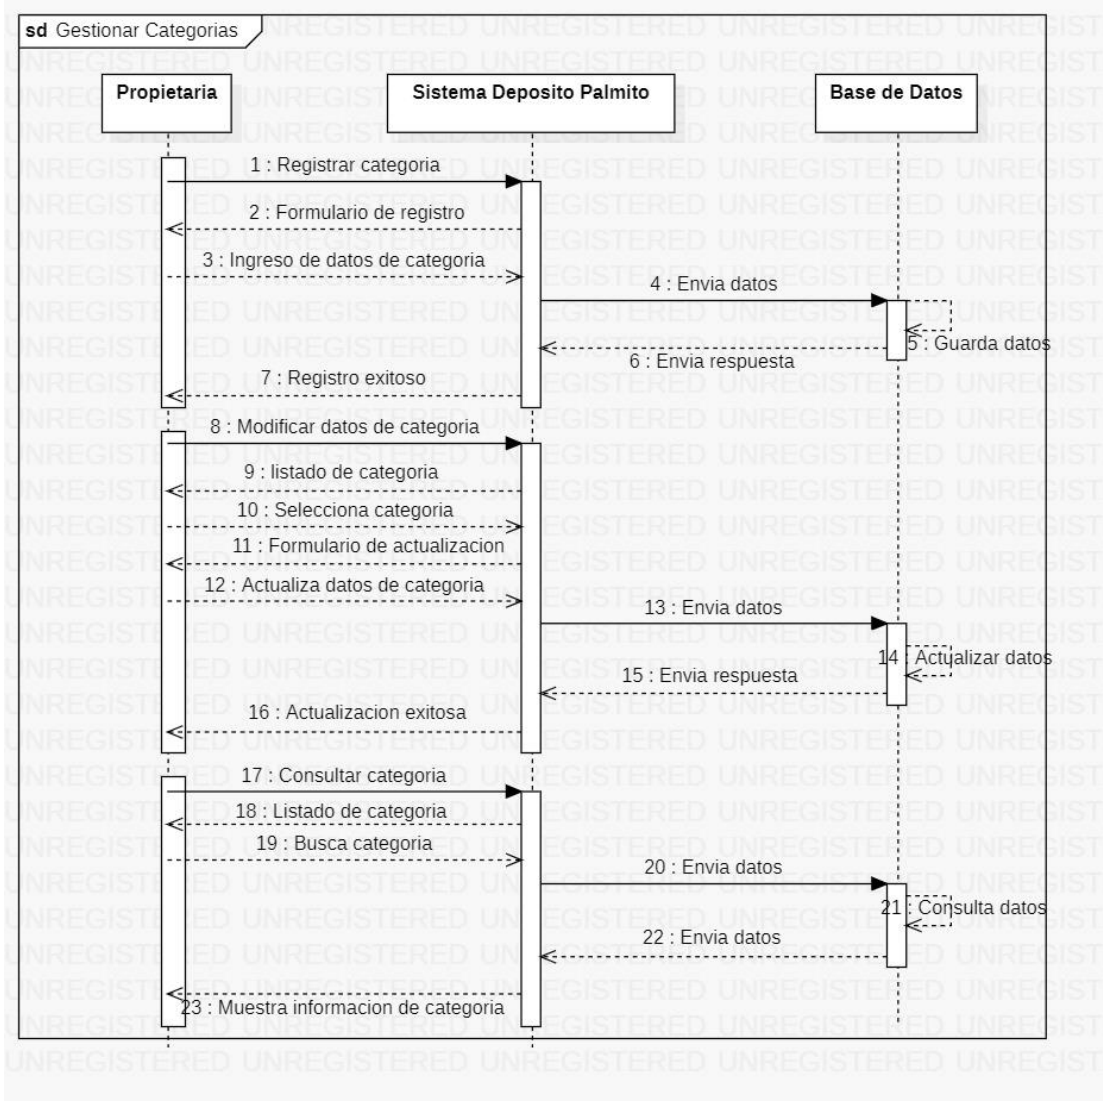 sd Gestionar Categorias
Propietaria
Sistema Deposito Palmito
Base de Datos
1 : Registrar categoria
2 : Formulario de registro
3 : Ingreso de datos de categoria
4 : Envia datos
5 : Guarda datos
6 : Envia respuesta
7 : Registro exitoso
8 : Modificar datos de categoria
9 : listado de categoria
10 : Selecciona categoria
11 : Formulario de actualizacion
12 : Actualiza datos de categoria
13 : Envia datos
14 : Actualizar datos
15 : Envia respuesta
16 : Actualizacion exitosa
17 : Consultar categoria
18 : Listado de categoria
19 : Busca categoria
20 : Envia datos
21 : Consulta datos
22 : Envia datos
23 : Muestra informacion de categoria
UNREGISTERED